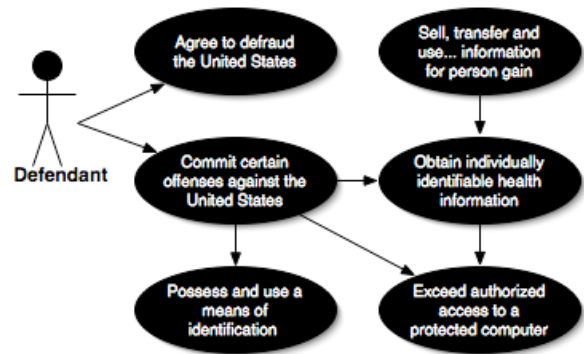 Agree to defraud
the United States
Sell, transfer and
use... information
for person gain
Defendant
Commit certain
offenses against the
United States
Obtain individually
identifiable health
information
Possess and use a
means of
identification
Exceed authorized
access to a
protected computer